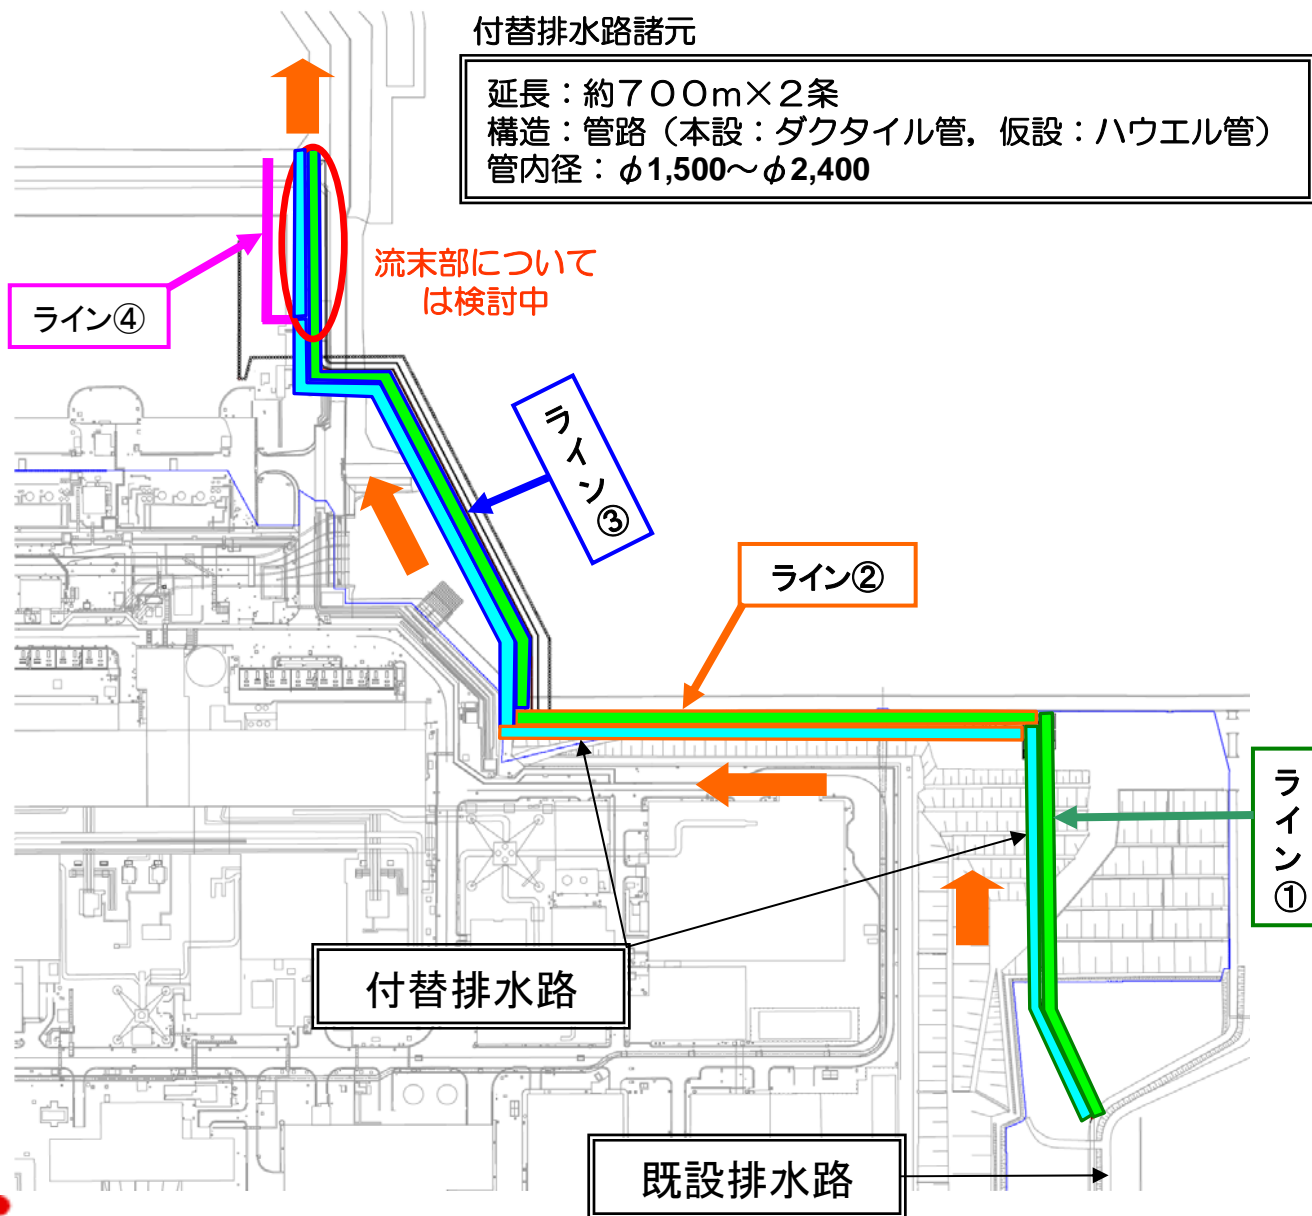 付替排水路諸元
延長：約７００ｍ×２条
構造：管路（本設：ダクタイル管，仮設：ハウエル管）
管内径：φ1,500～φ2,400
流末部について
は検討中
ライン④
ライン③
ライン②
ライン①
付替排水路
既設排水路